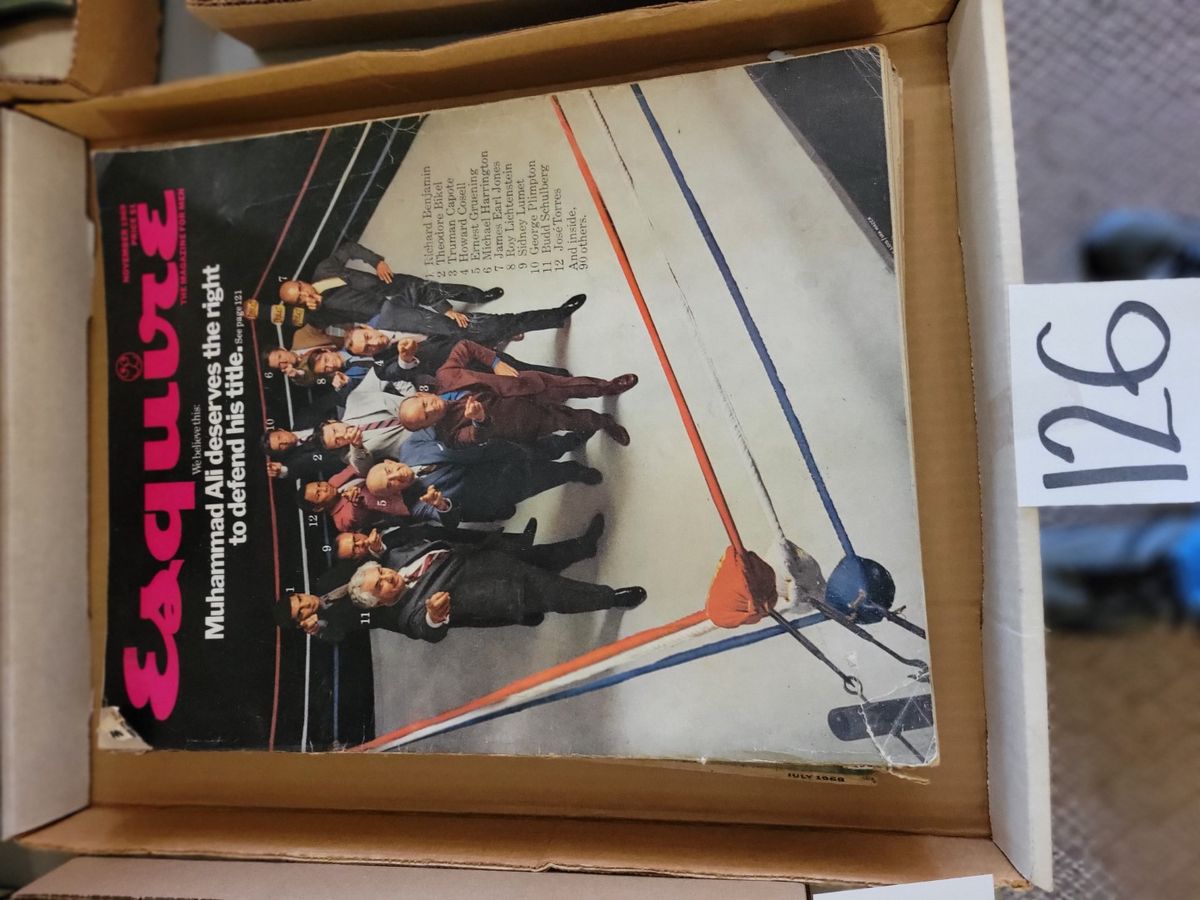 NOVEMBER 1969
PRICE $1
Esquire
THE MAGAZINE FOR MEN
We believe this:
Muhammad Ali deserves the right
to defend his title. See page 121
1 Richard Benjamin
2 Theodore Bikel
3 Truman Capote
4 Howard Cosell
5 Ernest Gruening
6 Michael Harrington
7 James Earl Jones
8 Roy Lichtenstein
9 Sidney Lumet
10 George Plimpton
11 Budd Schulberg
12 José Torres
And inside,
90 others.
1
11
9
12
5
2
10
3
8
4
6
7
JULY 1968
126